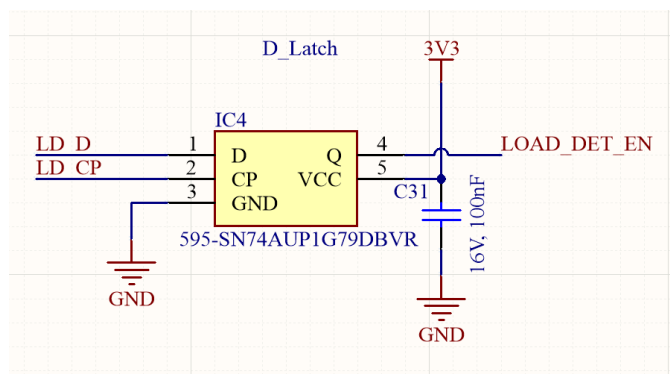 D_Latch
3V3
IC4
LD_D
1
D
Q
4
LOAD_DET_EN
LD_CP
2
CP
VCC
5
C31
3
GND
16V, 100nF
595-SN74AUP1G79DBVR
GND
GND